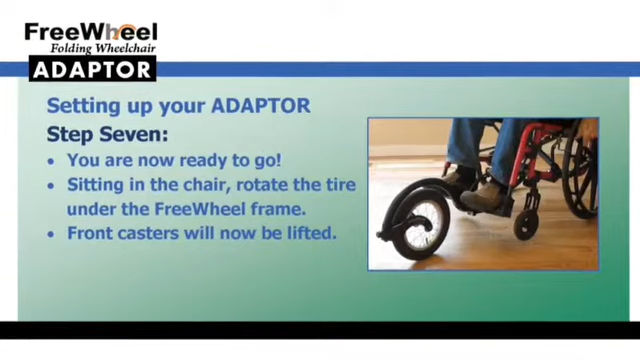 FreeWheel
Folding Wheelchair
ADAPTOR
Setting up your ADAPTOR
Step Seven:
• You are now ready to go!
• Sitting in the chair, rotate the tire
under the FreeWheel frame.
• Front casters will now be lifted.